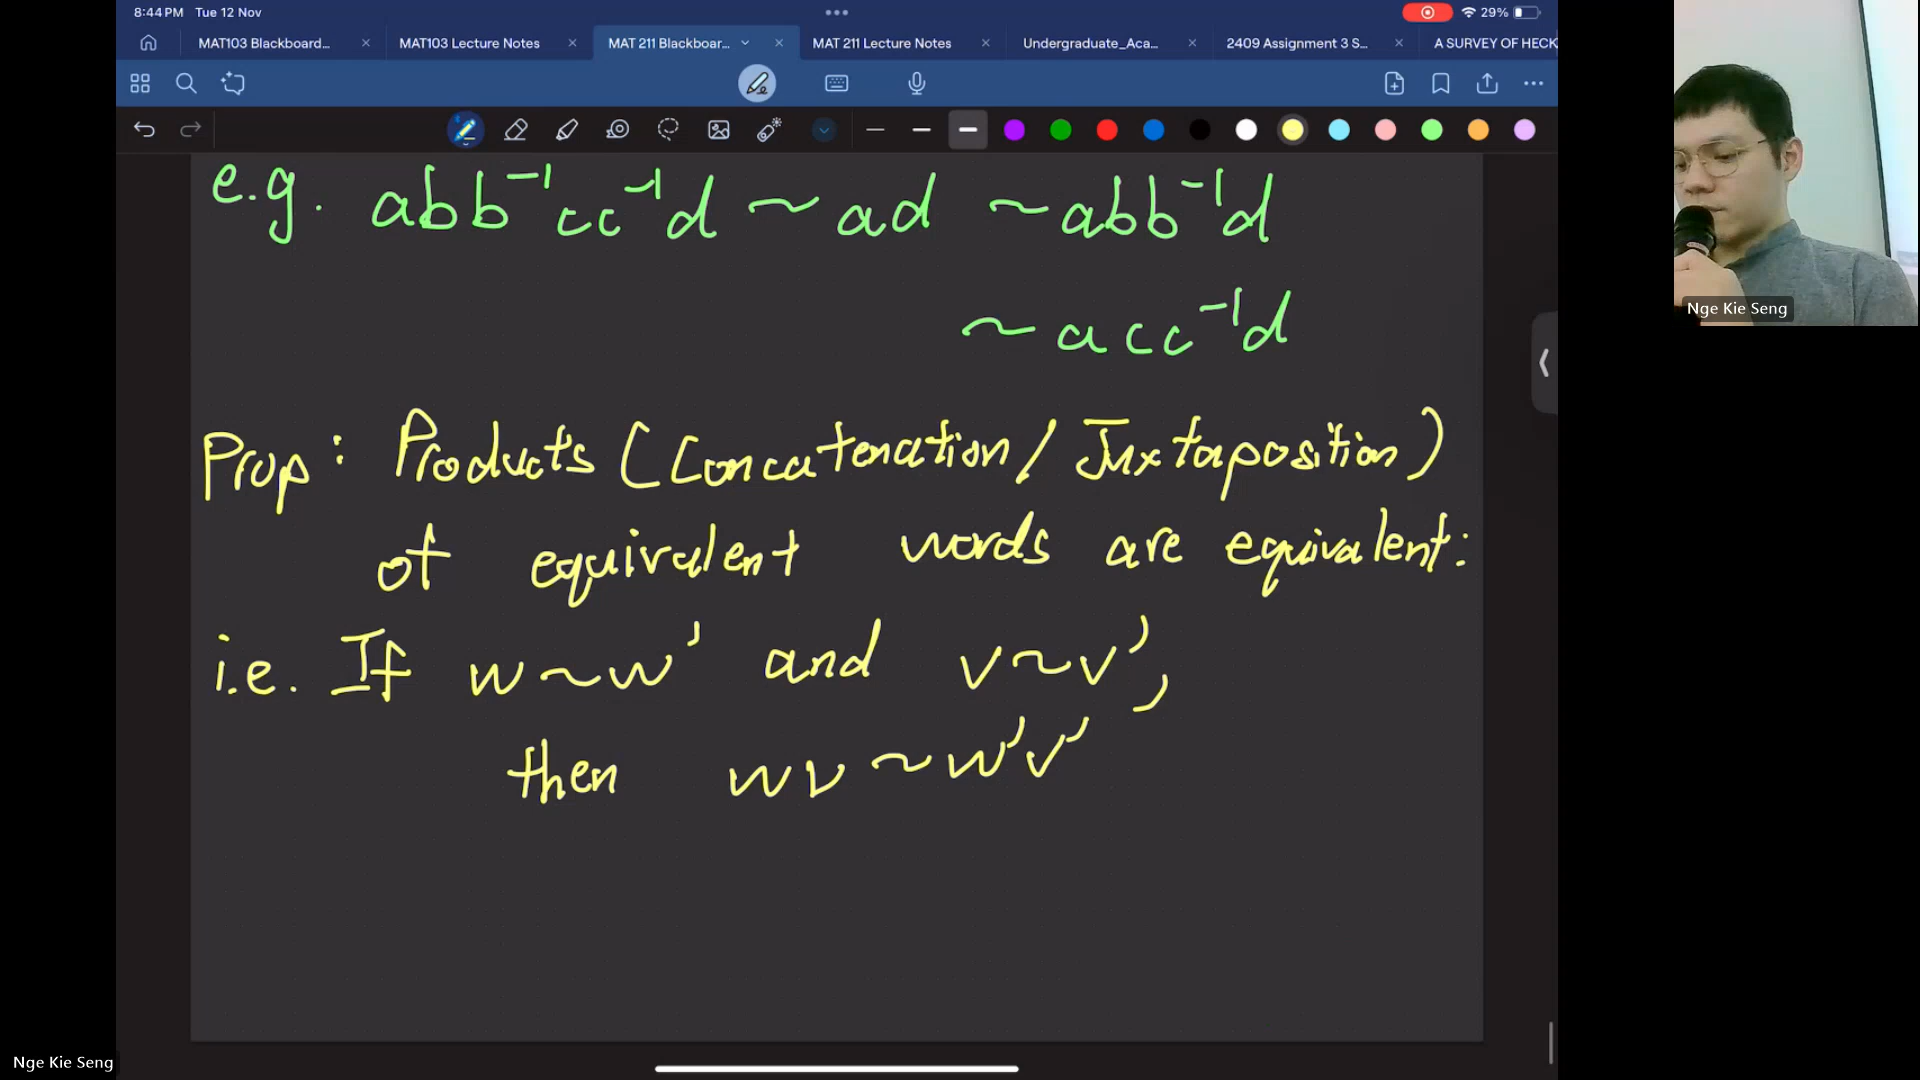 8:44 PM Tue 12 Nov
29%
MAT103 Blackboard... MAT103 Lecture Notes MAT 211 Blackboar... MAT 211 Lecture Notes Undergraduate_Aca... 2409 Assignment 3 S... A SURVEY OF HECK
e.g. abb⁻¹cc⁻¹d ~ ad ~ abb⁻¹d
~ acc⁻¹d
Prop: Products (Concatenation / Juxtaposition)
of equivalent words are equivalent:
i.e. If w~w' and v~v',
then wv ~ w'v'
Nge Kie Seng
Nge Kie Seng